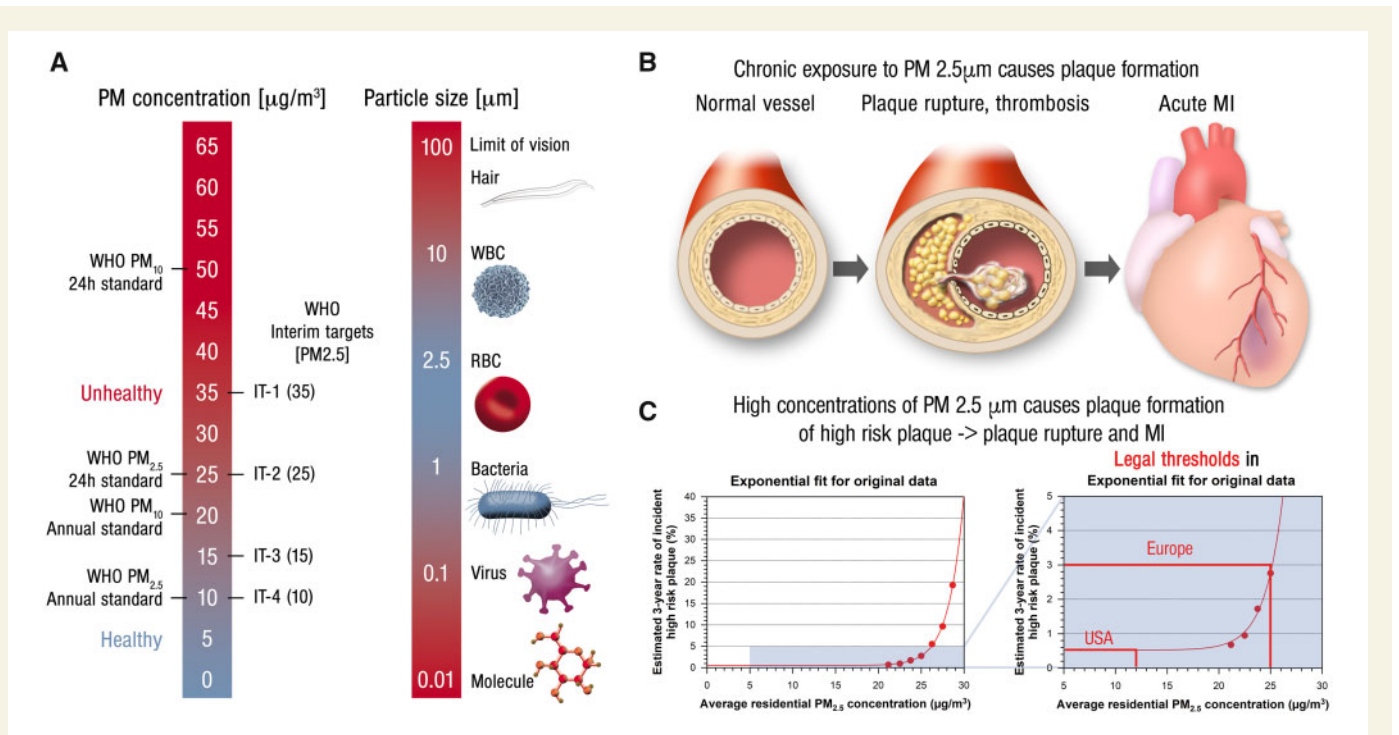 A
PM concentration [µg/m³]
65
60
55
WHO PM₁₀
24h standard
50
45
WHO
Interim targets
[PM2.5]
40
Unhealthy
35
IT-1 (35)
30
WHO PM₂.₅
24h standard
25
IT-2 (25)
WHO PM₁₀
Annual standard
20
15
IT-3 (15)
WHO PM₂.₅
Annual standard
10
IT-4 (10)
Healthy
5
0
Particle size [µm]
100
Limit of vision
Hair
10
WBC
2.5
RBC
1
Bacteria
0.1
Virus
0.01
Molecule
B
Chronic exposure to PM 2.5µm causes plaque formation
Normal vessel
Plaque rupture, thrombosis
Acute MI
C
High concentrations of PM 2.5 µm causes plaque formation
of high risk plaque -> plaque rupture and MI
Exponential fit for original data
Estimated 3-year rate of incident
high risk plaque (%)
40
35
30
25
20
15
10
5
0
0 5 10 15 20 25 30
Average residential PM₂.₅ concentration (µg/m³)
Legal thresholds in
Exponential fit for original data
Estimated 3-year rate of incident
high risk plaque (%)
5
4
3
2
1
0
Europe
USA
5 10 15 20 25 30
Average residential PM₂.₅ concentration (µg/m³)